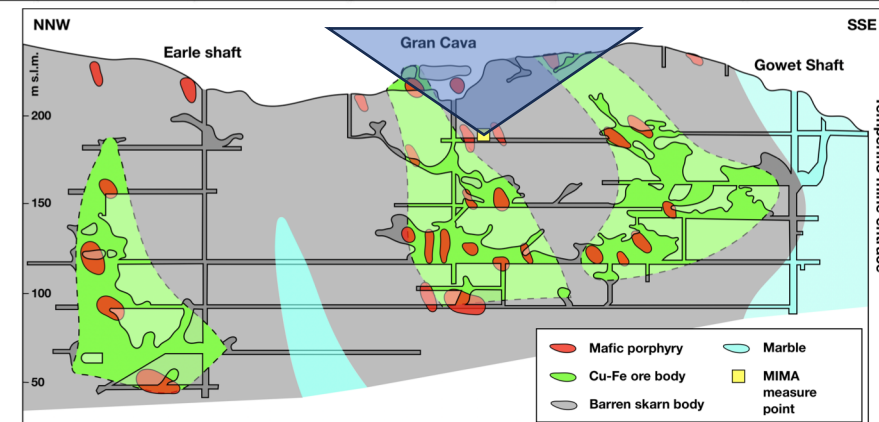 NNW
SSE
Earle shaft
Gran Cava
Gowet Shaft
m s.l.m.
200
150
100
50
Mafic porphyry
Cu-Fe ore body
Barren skarn body
Marble
MIMA
measure
point